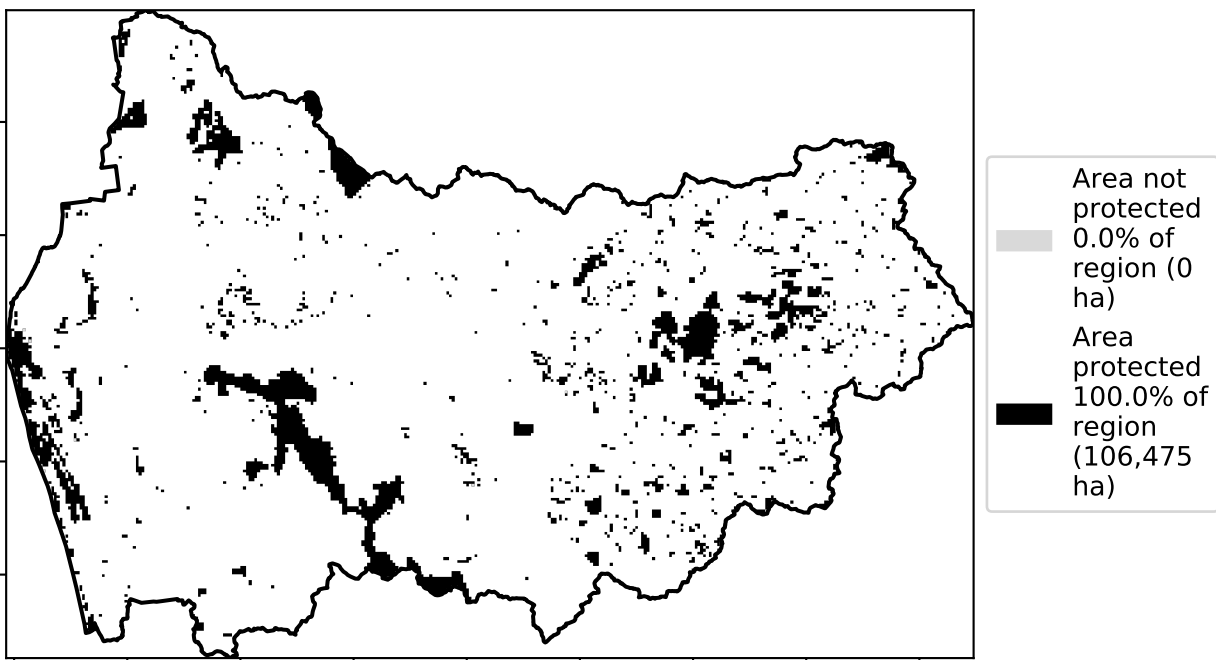 Area not
protected
0.0% of
region (0
ha)
Area
protected
100.0% of
region
(106,475
ha)